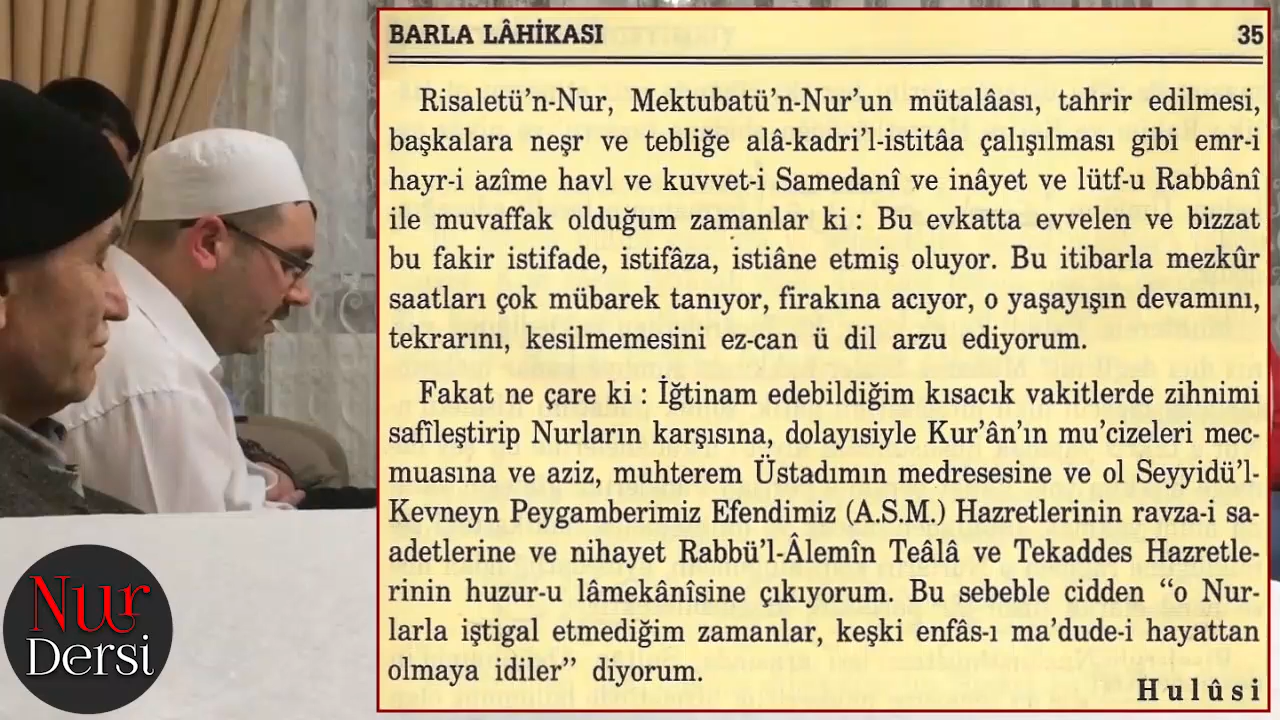 BARLA LÂHİKASI 35
Risaletü’n-Nur, Mektubatü’n-Nur’un mütalâası, tahrir edilmesi,
başkalara neşr ve tebliğe alâ-kadri’l-istitâa çalışılması gibi emr-i
hayr-i azîme havl ve kuvvet-i Samedanî ve inâyet ve lütf-u Rabbânî
ile muvaffak olduğum zamanlar ki : Bu evkatta evvelen ve bizzat
bu fakir istifade, istifâza, istiâne etmiş oluyor. Bu itibarla mezkûr
saatları çok mübarek tanıyor, firakına acıyor, o yaşayışın devamını,
tekrarını, kesilmemesini ez-can ü dil arzu ediyorum.
Fakat ne çare ki : İğtinam edebildiğim kısacık vakitlerde zihnimi
safîleştirip Nurların karşısına, dolayısiyle Kur’ân’ın mu’cizeleri mec-
muasına ve aziz, muhterem Üstadımın medresesine ve ol Seyyidü’l-
Kevneyn Peygamberimiz Efendimiz (A.S.M.) Hazretlerinin ravza-i sa-
adetlerine ve nihayet Rabbü’l-Âlemîn Teâlâ ve Tekaddes Hazretle-
rinin huzur-u lâmekânîsine çıkıyorum. Bu sebeble cidden “o Nur-
larla iştigal etmediğim zamanlar, keşki enfâs-ı ma’dude-i hayattan
olmaya idiler” diyorum.
Hulûsi
Nur
Dersi